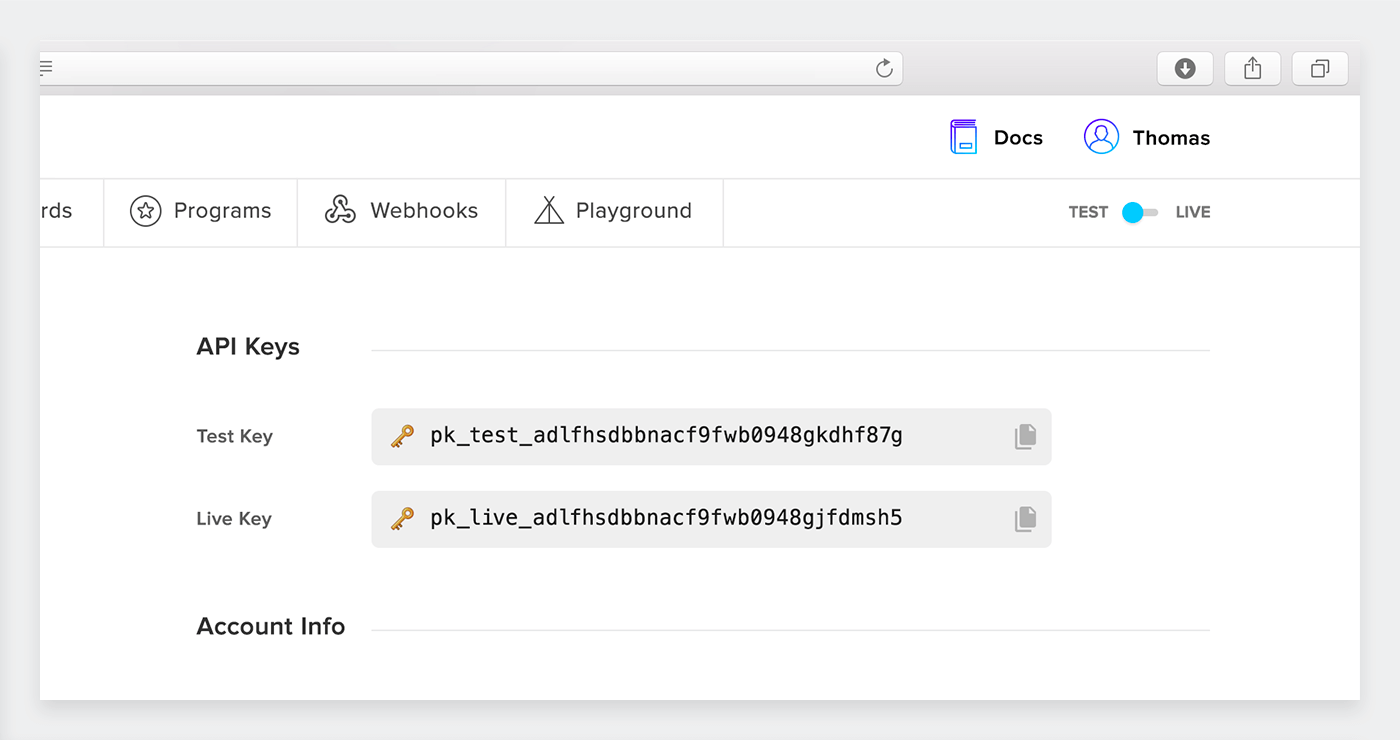 Docs Thomas
rds Programs Webhooks Playground TEST LIVE
API Keys
Test Key pk_test_adlfhsdbbnacf9fwb0948gkdhf87g
Live Key pk_live_adlfhsdbbnacf9fwb0948gjfdmsh5
Account Info